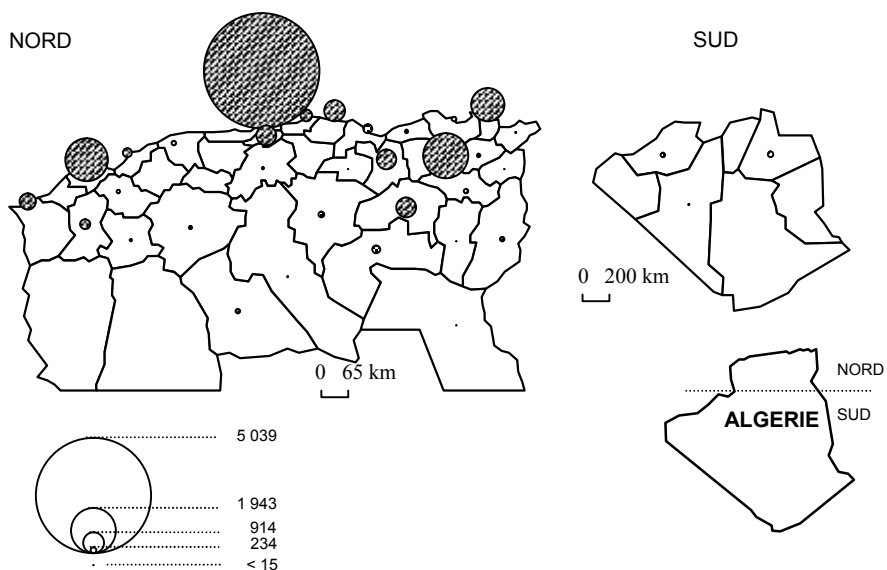 NORD
SUD
0 200 km
0 65 km
NORD
SUD
ALGERIE
5 039
1 943
914
234
< 15